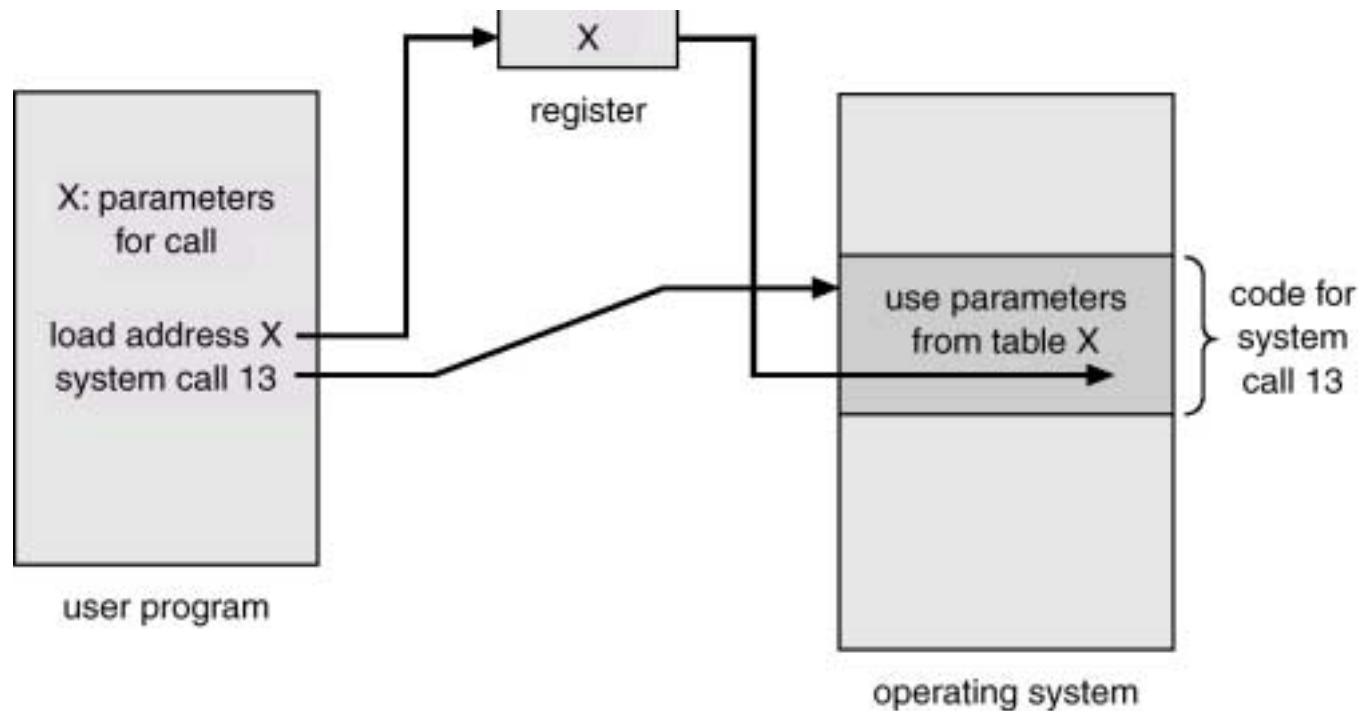 X
register
X: parameters
for call
load address X
system call 13
user program
use parameters
from table X
code for
system
call 13
operating system